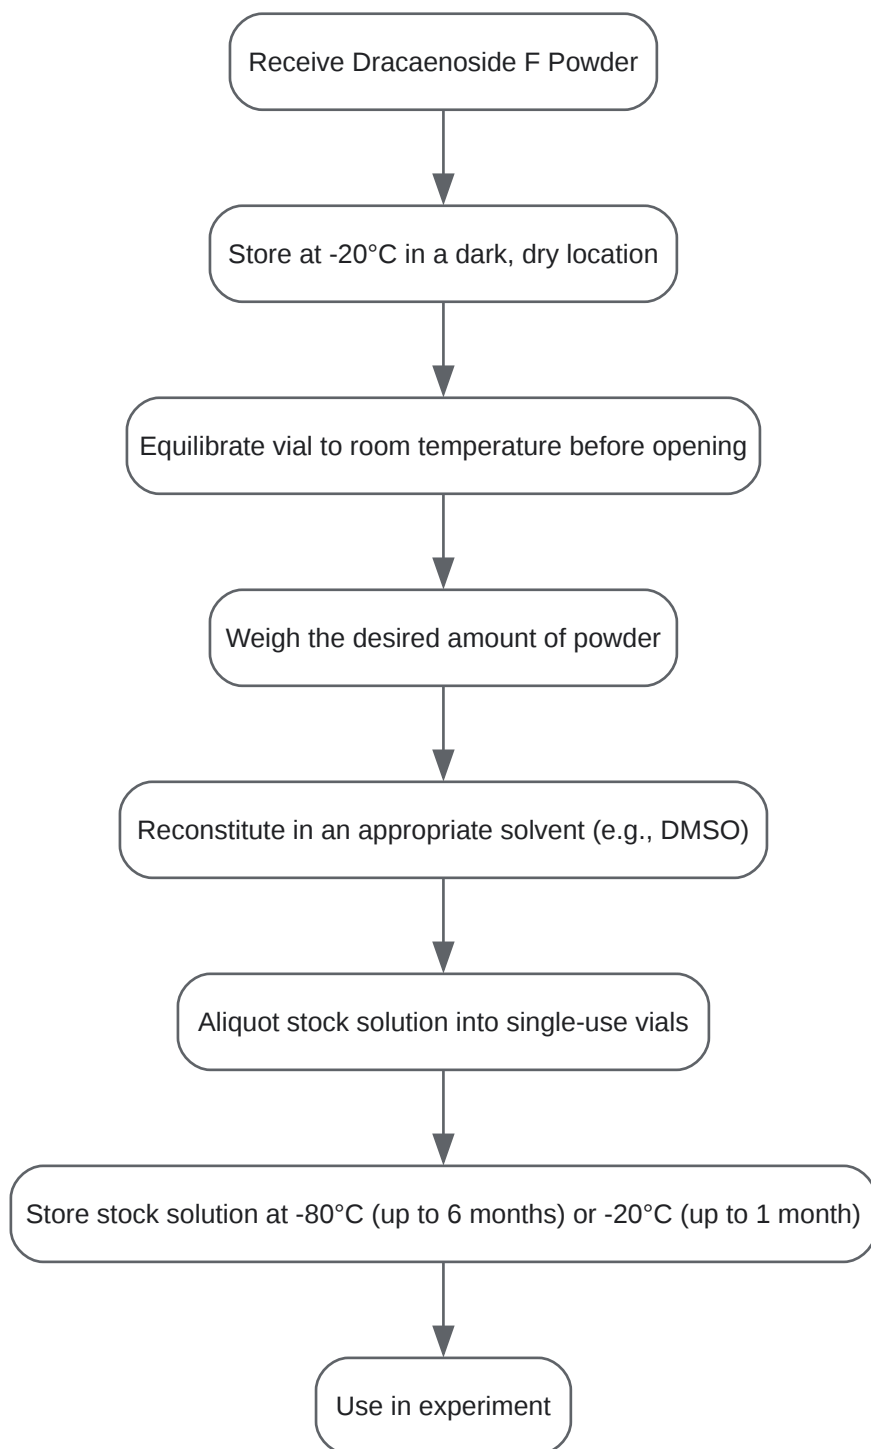 Receive Dracaenoside F Powder
Store at -20°C in a dark, dry location
Equilibrate vial to room temperature before opening
Weigh the desired amount of powder
Reconstitute in an appropriate solvent (e.g., DMSO)
Aliquot stock solution into single-use vials
Store stock solution at -80°C (up to 6 months) or -20°C (up to 1 month)
Use in experiment